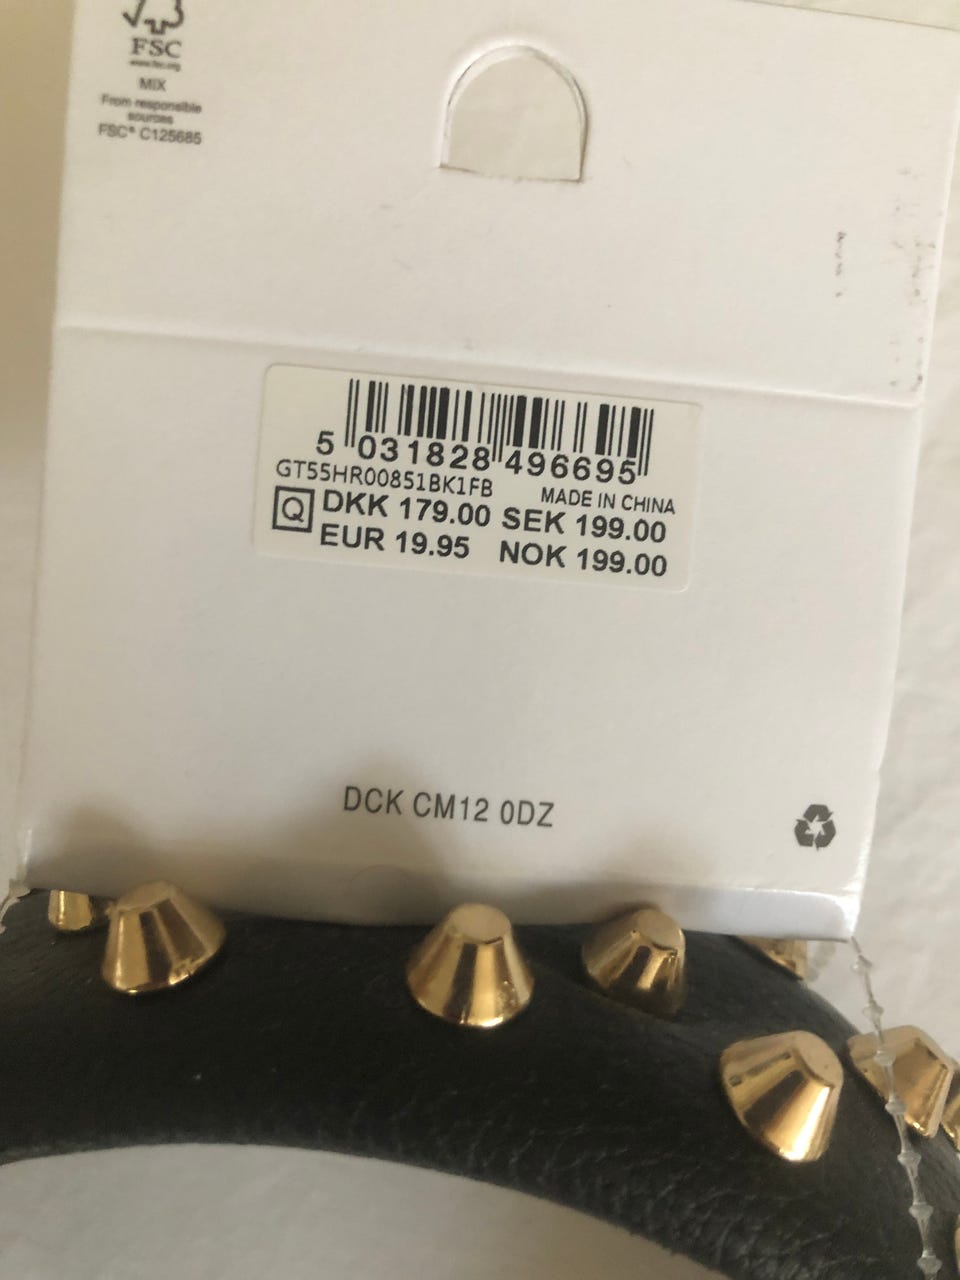 FSC
www.fsc.org
MIX
From responsible
sources
FSC® C125685
5 031828 496695
GT55HR00851BK1FB MADE IN CHINA
Q DKK 179.00 SEK 199.00
EUR 19.95 NOK 199.00
DCK CM12 0DZ